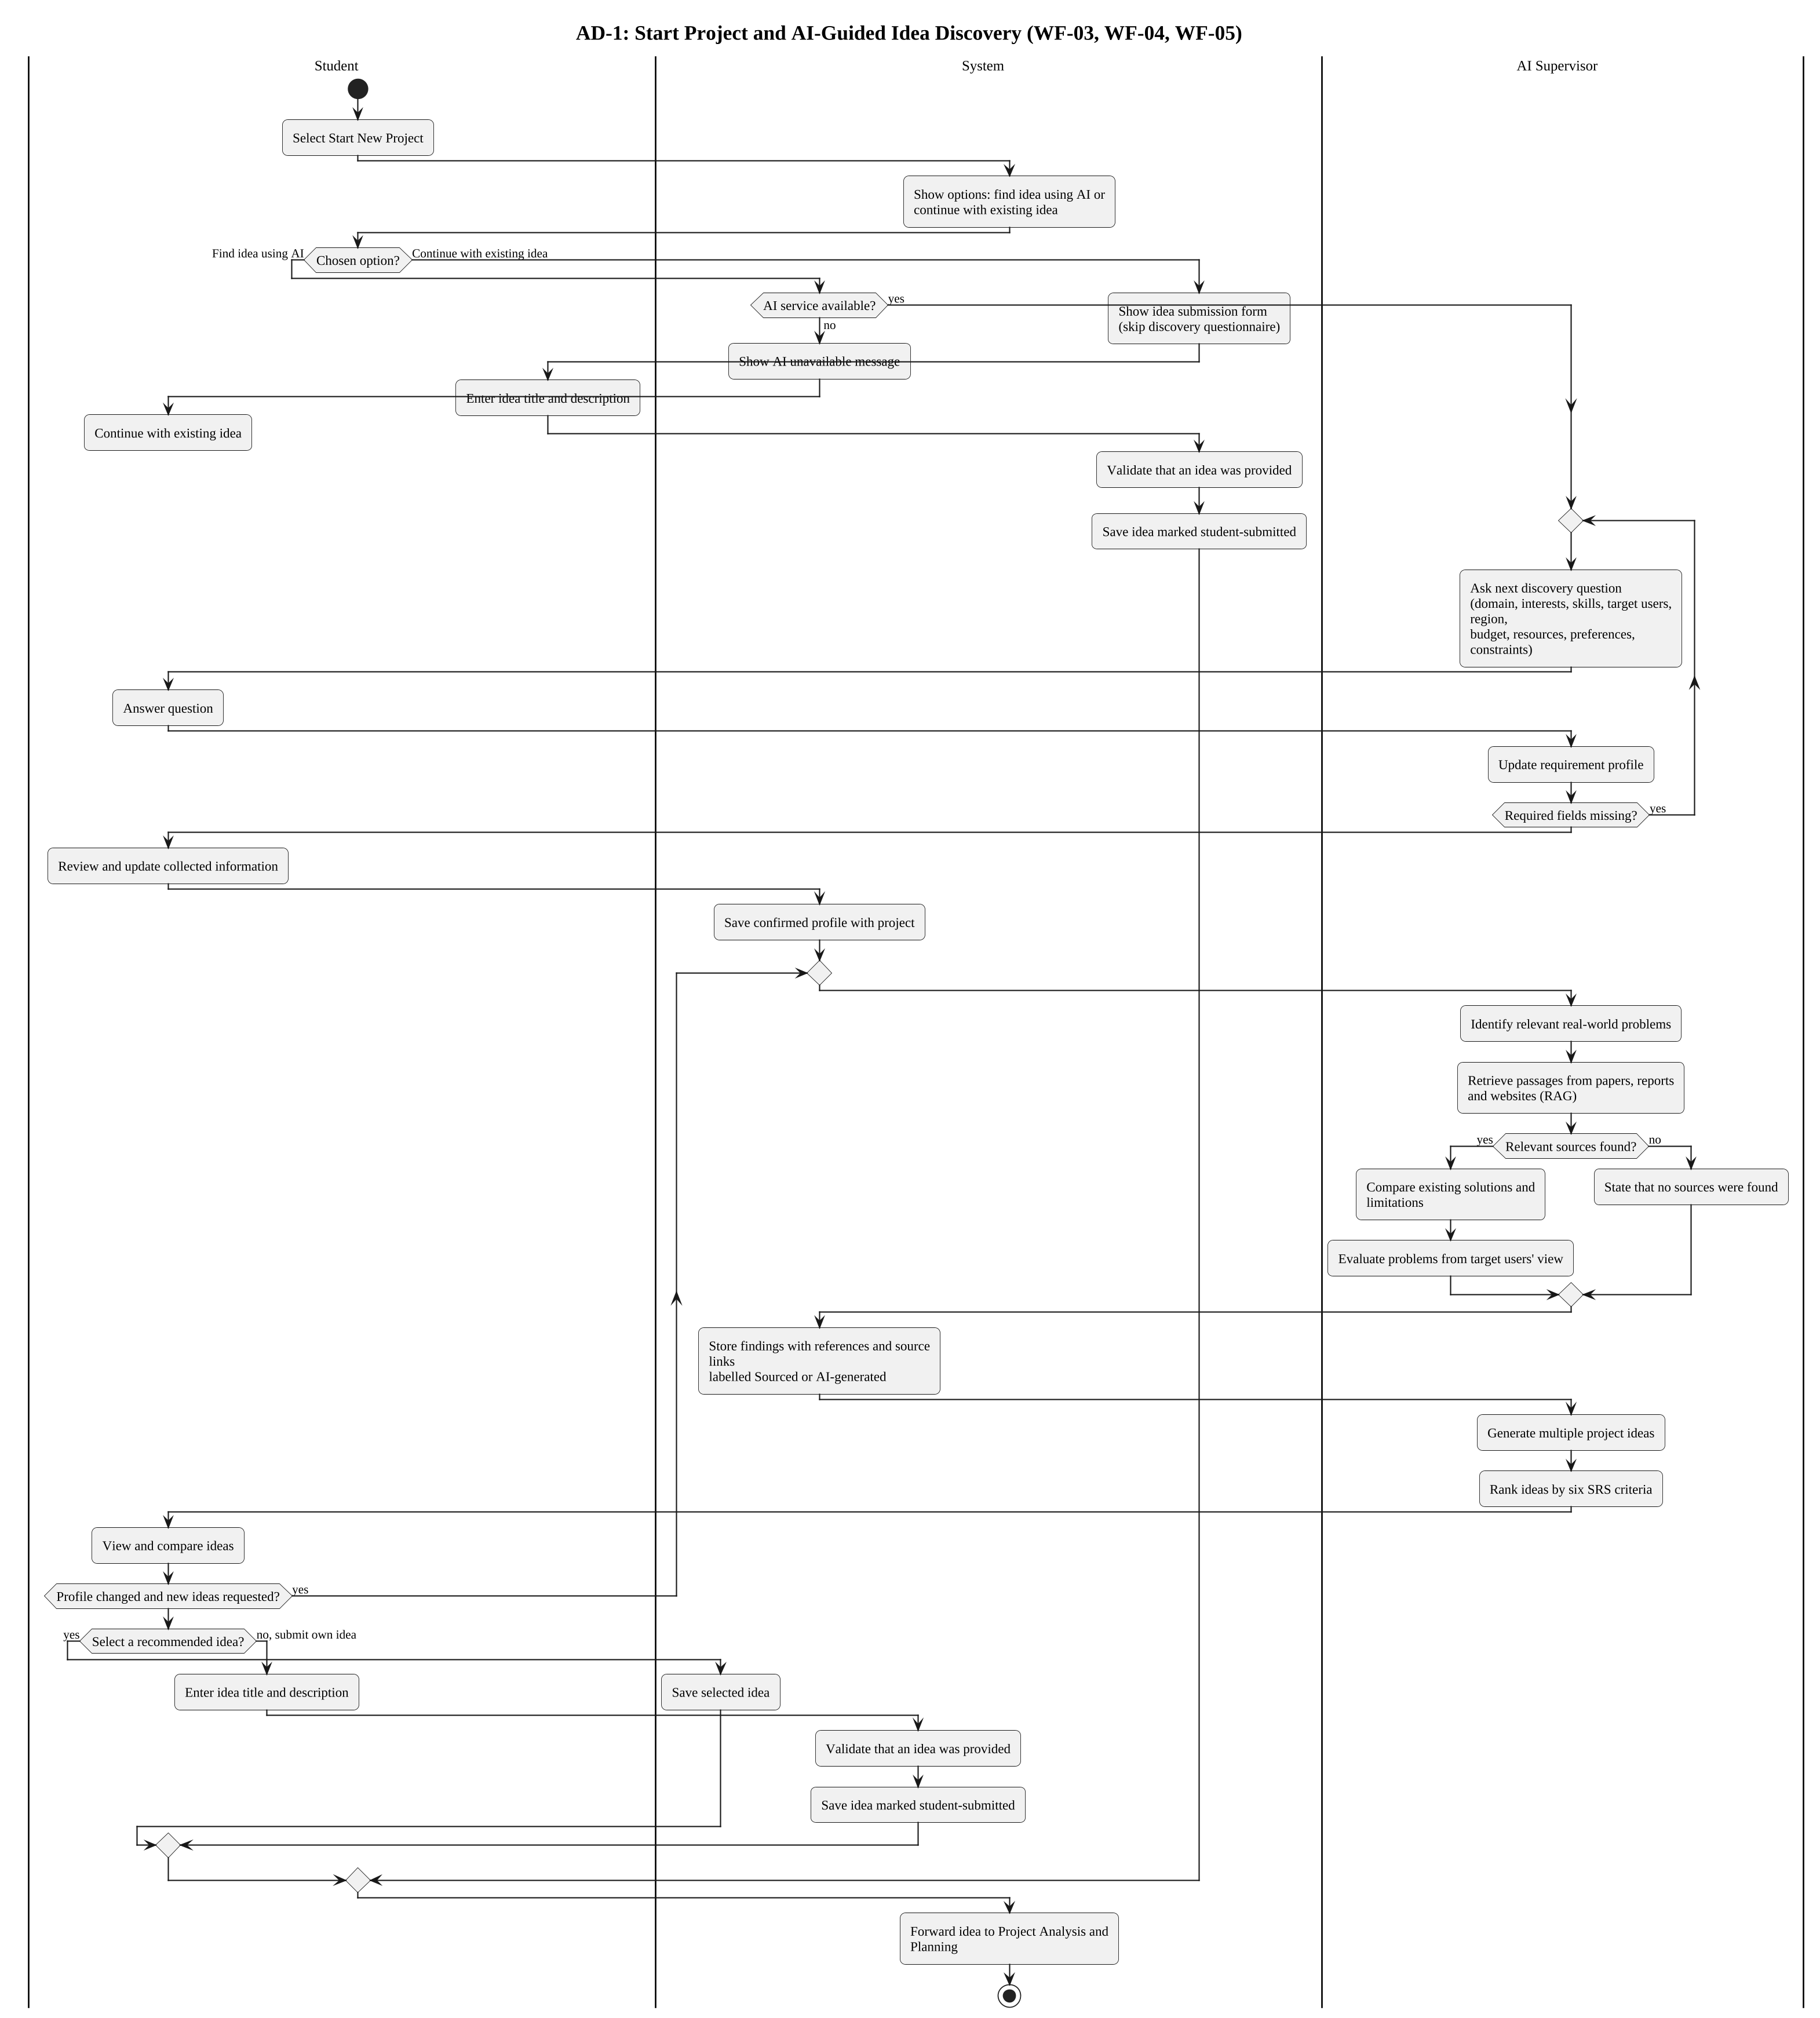 AD-1: Start Project and AI-Guided Idea Discovery (WF-03, WF-04, WF-05)
Student
System
AI Supervisor
Select Start New Project
Show options: find idea using AI or
continue with existing idea
Find idea using AI
Chosen option?
Continue with existing idea
AI service available?
yes
no
Show idea submission form
(skip discovery questionnaire)
Show AI unavailable message
Enter idea title and description
Continue with existing idea
Validate that an idea was provided
Save idea marked student-submitted
Ask next discovery question
(domain, interests, skills, target users,
region,
budget, resources, preferences,
constraints)
Answer question
Update requirement profile
Required fields missing?
yes
Review and update collected information
Save confirmed profile with project
Identify relevant real-world problems
Retrieve passages from papers, reports
and websites (RAG)
yes
Relevant sources found?
no
Compare existing solutions and
limitations
State that no sources were found
Evaluate problems from target users' view
Store findings with references and source
links
labelled Sourced or AI-generated
Generate multiple project ideas
Rank ideas by six SRS criteria
View and compare ideas
Profile changed and new ideas requested?
yes
yes
Select a recommended idea?
no, submit own idea
Enter idea title and description
Save selected idea
Validate that an idea was provided
Save idea marked student-submitted
Forward idea to Project Analysis and
Planning